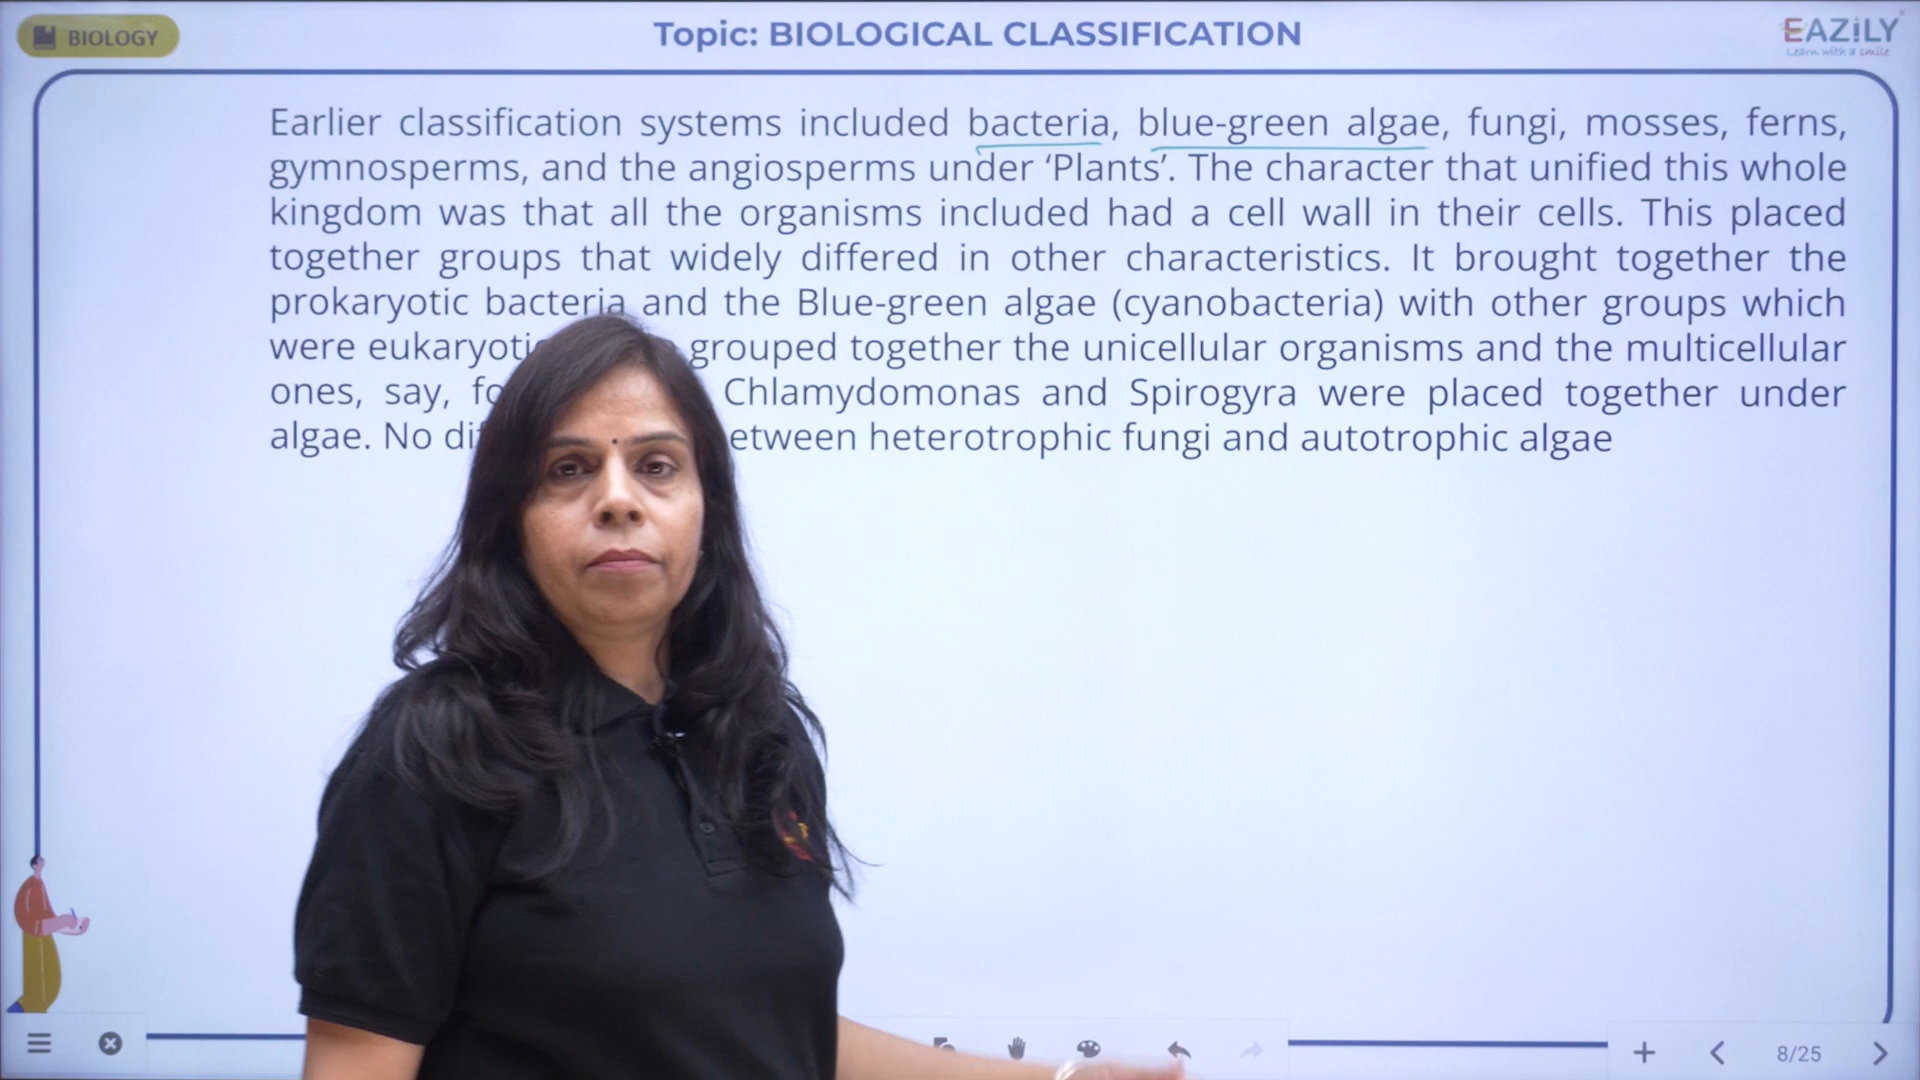 BIOLOGY
Topic: BIOLOGICAL CLASSIFICATION
EAZiLY
Learn with a smile
Earlier classification systems included bacteria, blue-green algae, fungi, mosses, ferns,
gymnosperms, and the angiosperms under ‘Plants’. The character that unified this whole
kingdom was that all the organisms included had a cell wall in their cells. This placed
together groups that widely differed in other characteristics. It brought together the
prokaryotic bacteria and the Blue-green algae (cyanobacteria) with other groups which
were grouped together the unicellular organisms and the multicellular
ones, say, Chlamydomonas and Spirogyra were placed together under
algae. No heterotrophic fungi and autotrophic algae
8/25